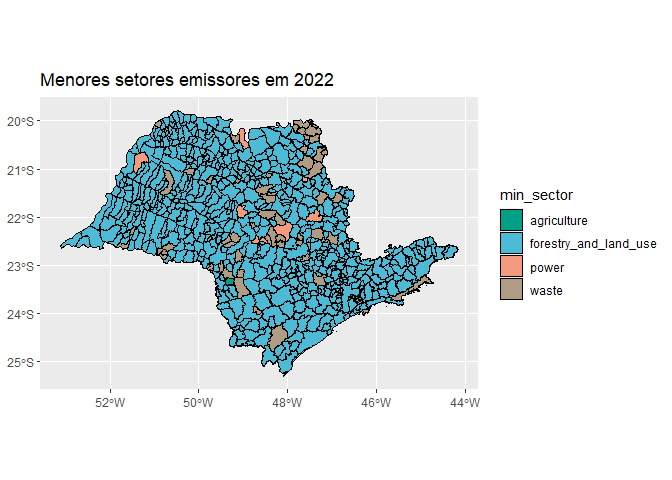 Menores setores emissores em 2022
20°S
21°S
22°S
23°S
24°S
25°S
52°W
50°W
48°W
46°W
44°W
min_sector
agriculture
forestry_and_land_use
power
waste